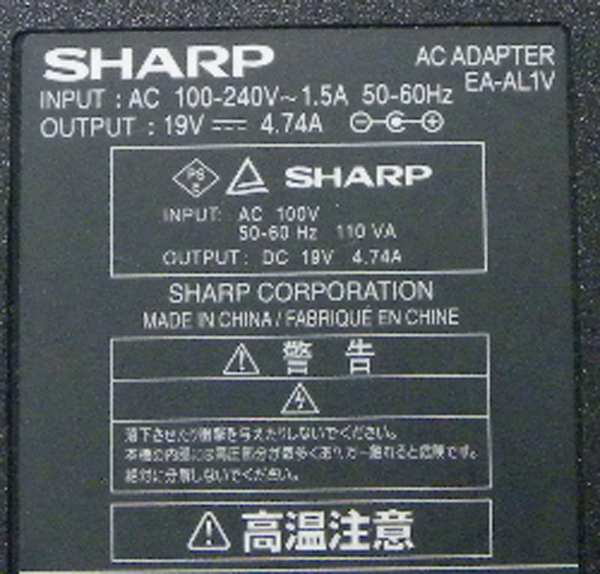 SHARP
AC ADAPTER
EA-AL1V
INPUT : AC 100-240V~1.5A 50-60Hz
OUTPUT : 19V ⎓ 4.74A
PS
E
SHARP
INPUT: AC 100V
50-60 Hz 110 VA
OUTPUT: DC 19V 4.74A
SHARP CORPORATION
MADE IN CHINA / FABRIQUÉ EN CHINE
警 告
落下させたり衝撃を与えたりしないでください。
本機の内部には高圧部分が数多くあり、万一触れると危険です。
絶対に分解しないでください。
高温注意